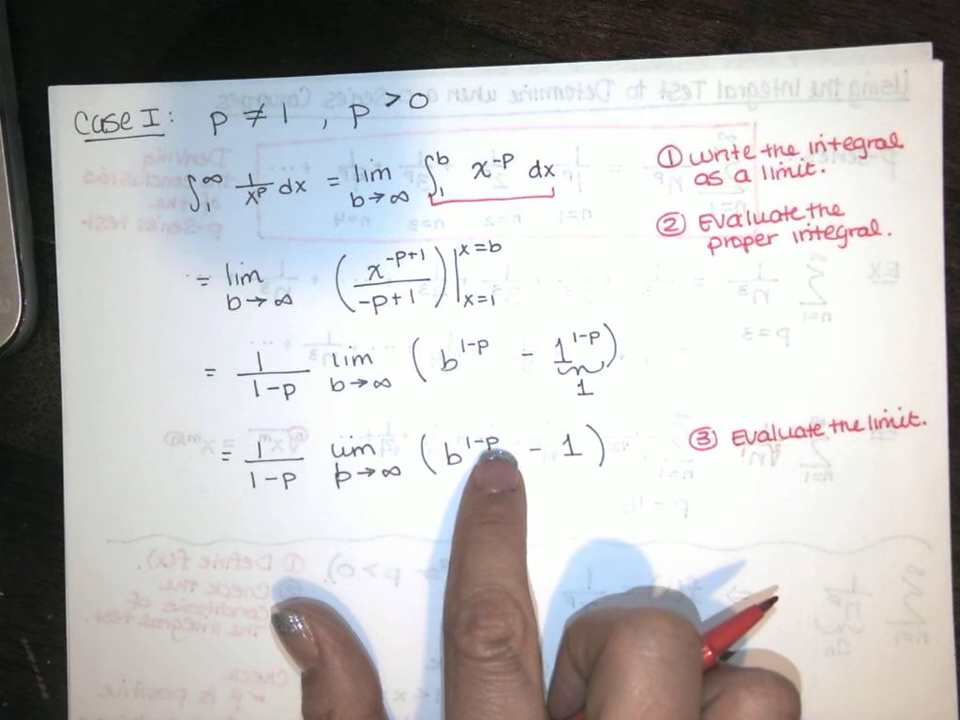 Case I: p ≠ 1 , p > 0
∫₁^∞ 1/x^p dx = lim b→∞ ∫₁^b x^-p dx
① Write the integral
as a limit.
② Evaluate the
proper integral.
= lim b→∞ (x^-p+1 / -p+1) | x=b x=1
= 1/1-p lim b→∞ (b^1-p - 1^1-p)
1
= 1/1-p lim b→∞ (b^1-p - 1)
③ Evaluate the limit.